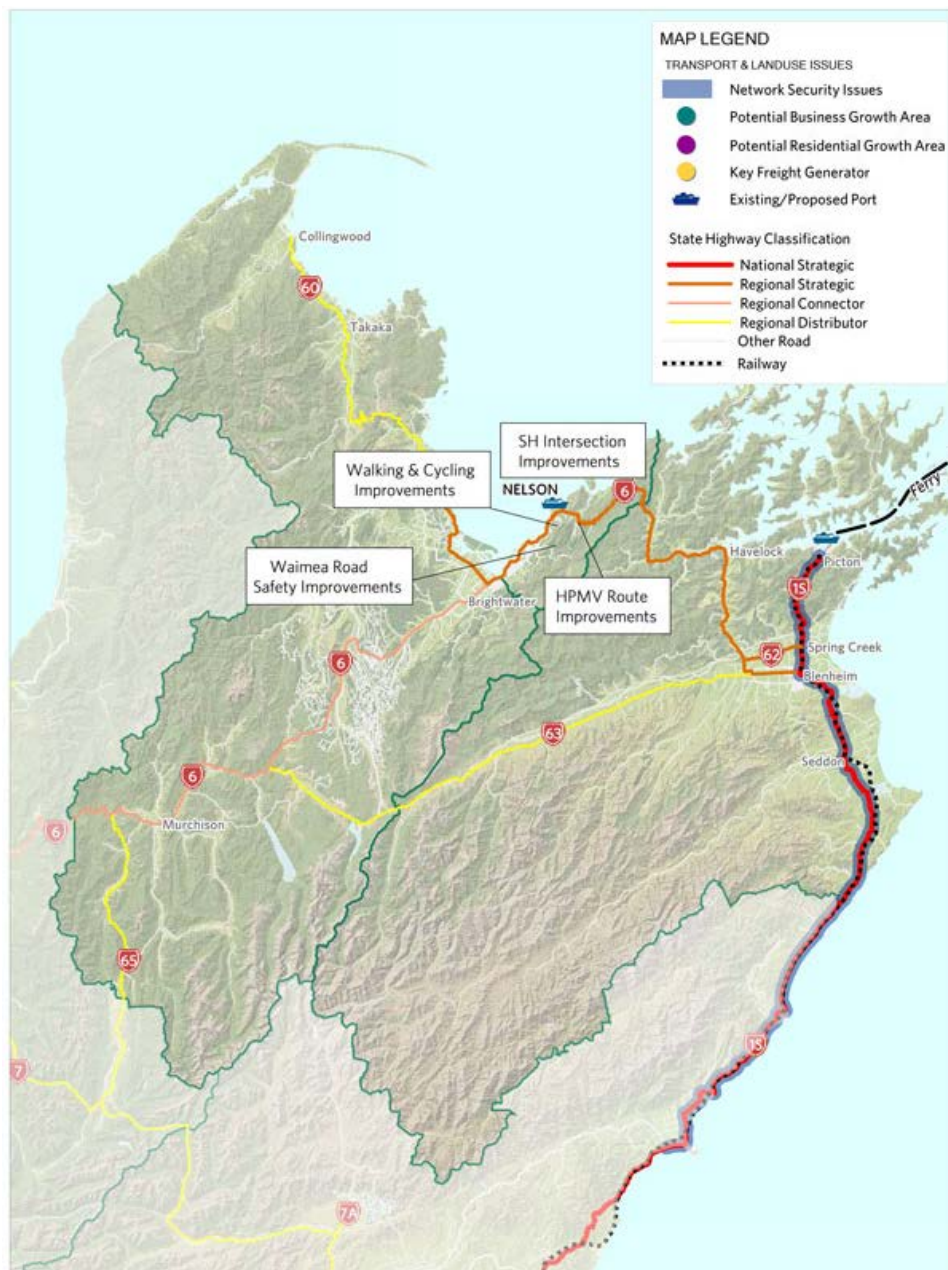 MAP LEGEND
TRANSPORT & LANDUSE ISSUES
Network Security Issues
Potential Business Growth Area
Potential Residential Growth Area
Key Freight Generator
Existing/Proposed Port
State Highway Classification
National Strategic
Regional Strategic
Regional Connector
Regional Distributor
Other Road
Railway
Collingwood
60
Takaka
SH Intersection
Improvements
Walking & Cycling
Improvements
NELSON
6
Ferry
Waimea Road
Safety Improvements
Havelock
Picton
1S
Brightwater
HPMV Route
Improvements
6
62
Spring Creek
Blenheim
63
Seddon
6
6
Murchison
65
1S
7
7A